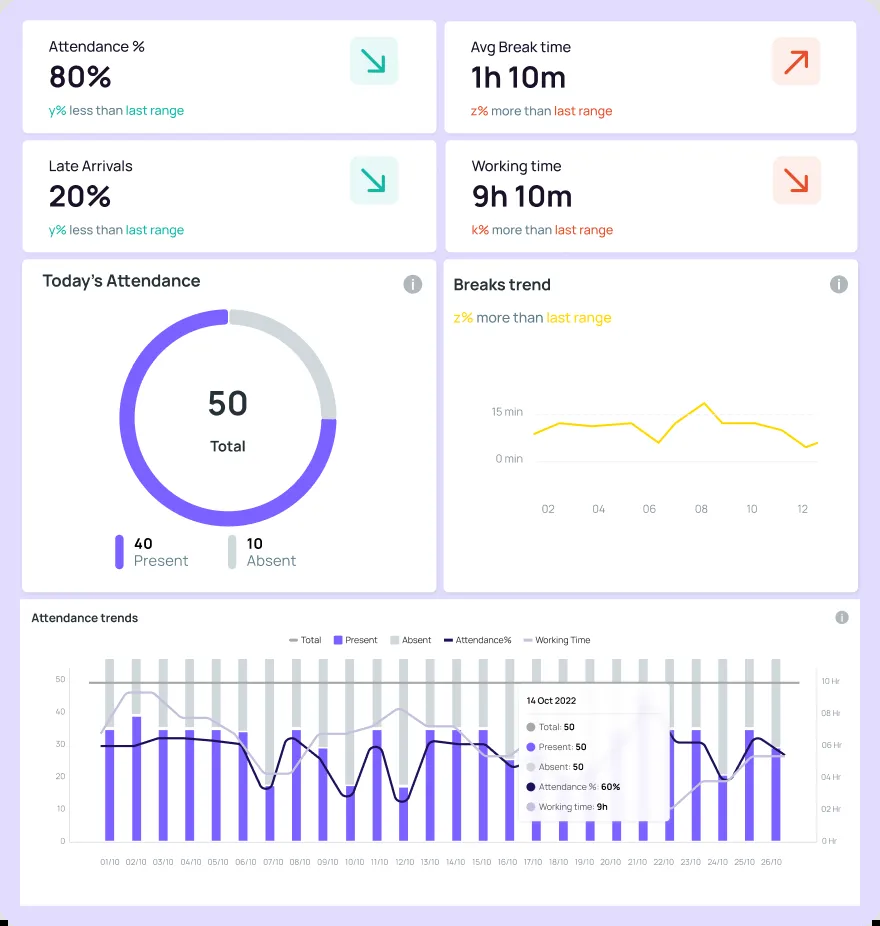 Attendance %
80%
y% less than last range
Avg Break time
1h 10m
z% more than last range
Late Arrivals
20%
y% less than last range
Working time
9h 10m
k% more than last range
Today's Attendance
i
50
Total
40
Present
10
Absent
Breaks trend
i
z% more than last range
15 min
0 min
02 04 06 08 10 12
Attendance trends
i
Total Present Absent Attendance% Working Time
50
40
30
20
10
0
10 Hr
08 Hr
06 Hr
04 Hr
02 Hr
0 Hr
14 Oct 2022
Total: 50
Present: 50
Absent: 50
Attendance %: 60%
Working time: 9h
01/10 02/10 03/10 04/10 05/10 06/10 07/10 08/10 09/10 10/10 11/10 12/10 13/10 14/10 15/10 16/10 17/10 18/10 19/10 20/10 21/10 22/10 23/10 24/10 25/10 26/10